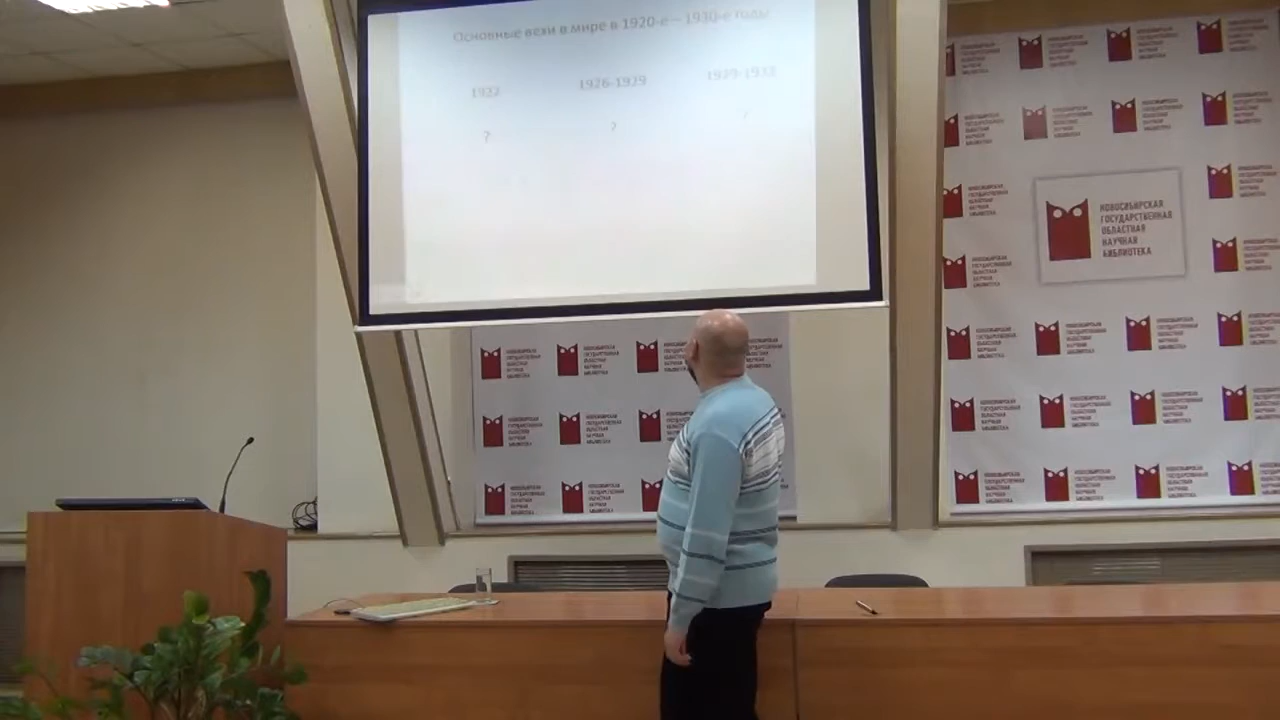 Основные вехи в мире в 1920-е – 1930-е годы
1922 1926-1929 1929-1933
? ? ?
НОВОСИБИРСКАЯ
ГОСУДАРСТВЕННАЯ
ОБЛАСТНАЯ
НАУЧНАЯ
БИБЛИОТЕКА